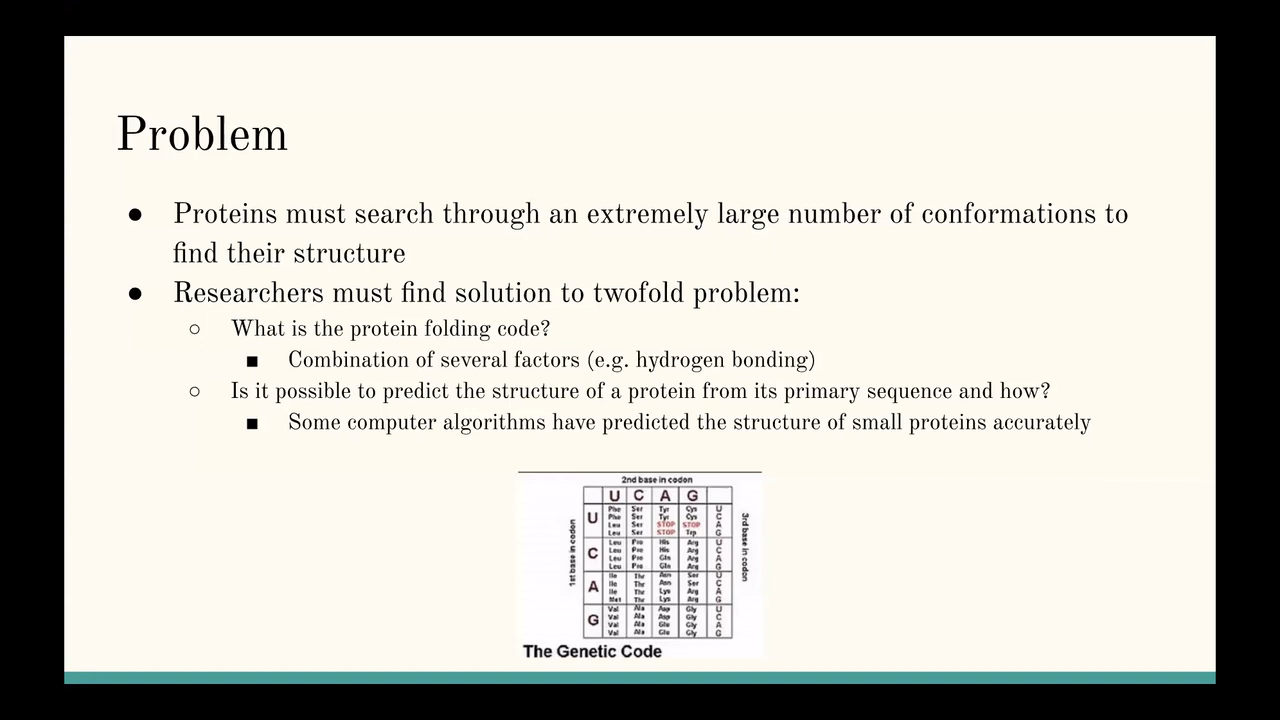 Problem
● Proteins must search through an extremely large number of conformations to
find their structure
● Researchers must find solution to twofold problem:
○ What is the protein folding code?
■ Combination of several factors (e.g. hydrogen bonding)
○ Is it possible to predict the structure of a protein from its primary sequence and how?
■ Some computer algorithms have predicted the structure of small proteins accurately
2nd base in codon
U C A G
1st base in codon
U
Phe Ser Tyr Cys U
Phe Ser Tyr Cys C
Leu Ser STOP STOP A
Leu Ser STOP Trp G
C
Leu Pro His Arg U
Leu Pro His Arg C
Leu Pro Gln Arg A
Leu Pro Gln Arg G
A
Ile Thr Asn Ser U
Ile Thr Asn Ser C
Ile Thr Lys Arg A
Met Thr Lys Arg G
G
Val Ala Asp Gly U
Val Ala Asp Gly C
Val Ala Glu Gly A
Val Ala Glu Gly G
3rd base in codon
The Genetic Code